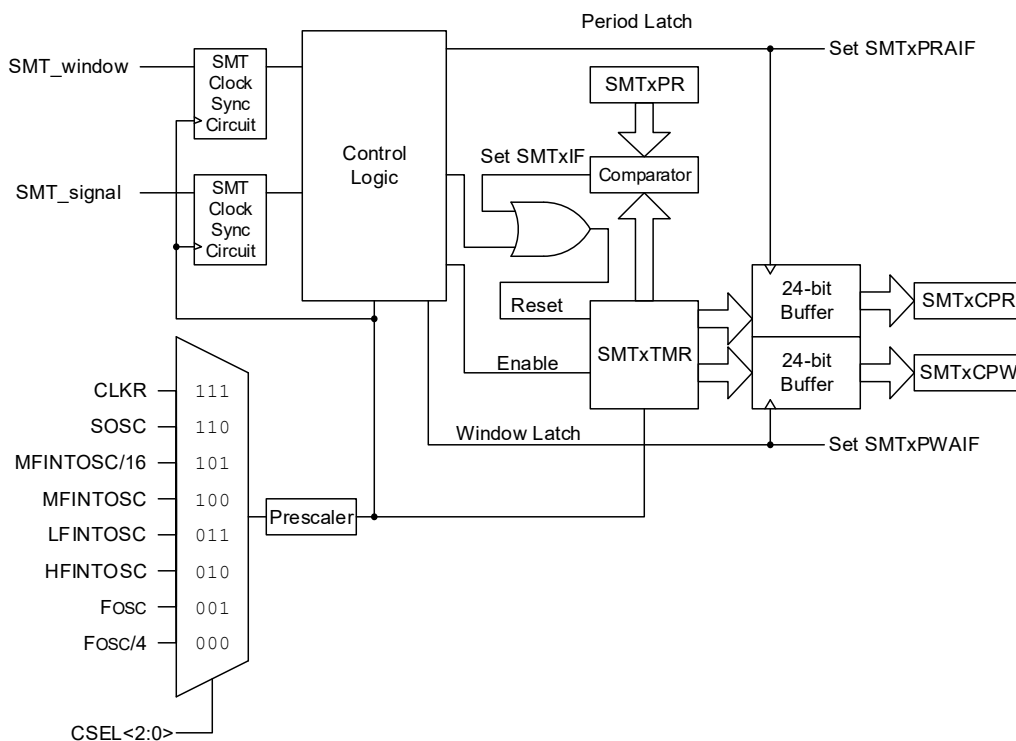 Period Latch
Set SMTxPRAIF
SMT_window
SMT
Clock
Sync
Circuit
SMTxPR
Control
Logic
Set SMTxIF
Comparator
SMT_signal
SMT
Clock
Sync
Circuit
24-bit
Buffer
SMTxCPR
Reset
SMTxTMR
Enable
24-bit
Buffer
SMTxCPW
Window Latch
Set SMTxPWAIF
CLKR 111
SOSC 110
MFINTOSC/16 101
MFINTOSC 100
Prescaler
LFINTOSC 011
HFINTOSC 010
FOSC 001
FOSC/4 000
CSEL<2:0>